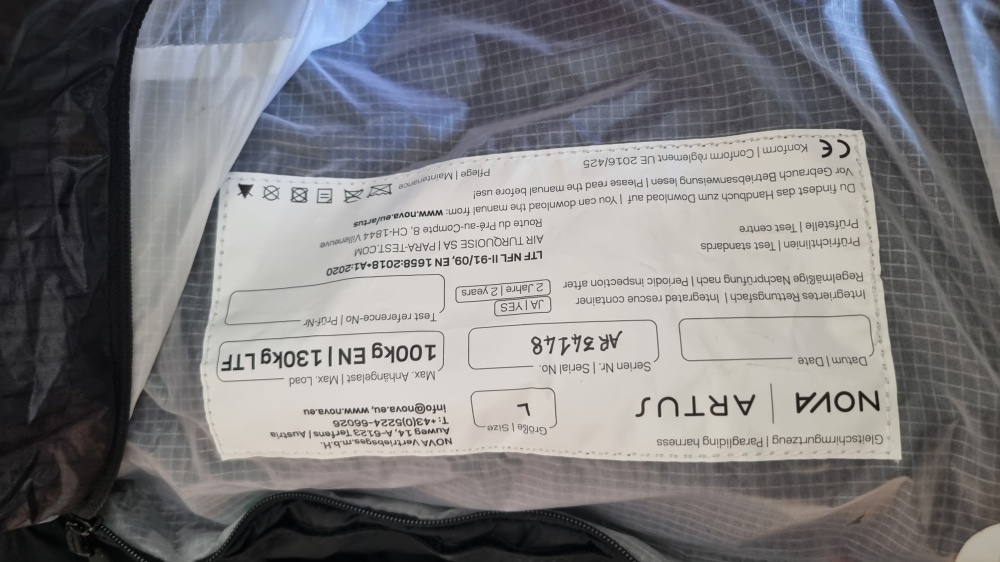 Gleitschirmgurtzeug | Paragliding harness
NOVA | ARTUS
Größe | Size
L
NOVA Vertriebsges.m.b.H.
Auweg 14, A-6123 Terfens | Austria
T.: +43(0)5224-66026
info@nova.eu, www.nova.eu
Datum | Date
Serien Nr. | Serial No.
AR34148
Max. Anhängelast | Max. Load
100kg EN | 130kg LTF
Integriertes Rettungsfach | Integrated rescue container
JA | YES
Regelmäßige Nachprüfung nach | Periodic inspection after
2 Jahre | 2 years
Test reference-No | Prüf-Nr
Prüfrichtlinien | Test standards
LTF NFL II-91/09, EN 1658:2018+A1:2020
Prüfstelle | Test centre
AIR TURQUOISE SA | PARA-TEST.COM
Route du Pré-au-Compte 8, CH-1844 Villeneuve
Du findest das Handbuch zum Download auf | You can download the manual from: www.nova.eu/artus
Vor Gebrauch Betriebsanweisung lesen | Please read the manual before use!
CE Konform | Conform règlement UE 2016/425
Pflege | Maintenance